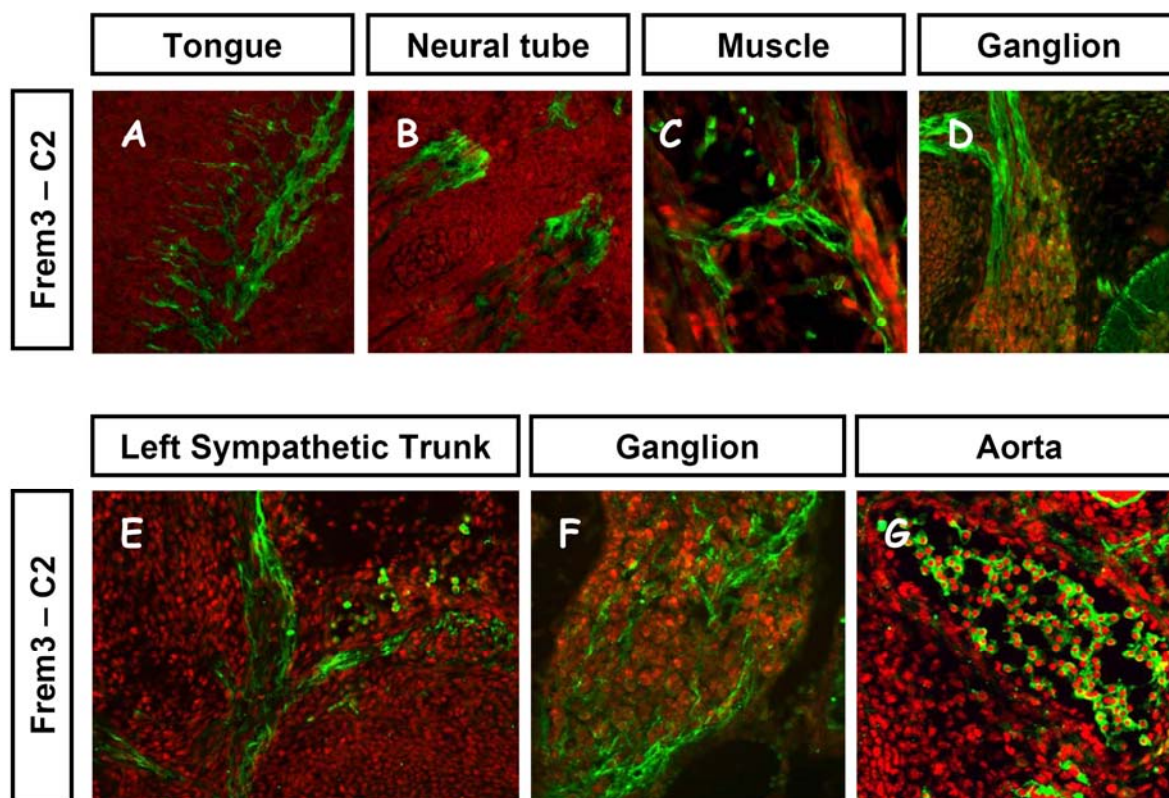 Tongue
Neural tube
Muscle
Ganglion
Frem3 – C2
A
B
C
D
Left Sympathetic Trunk
Ganglion
Aorta
Frem3 – C2
E
F
G